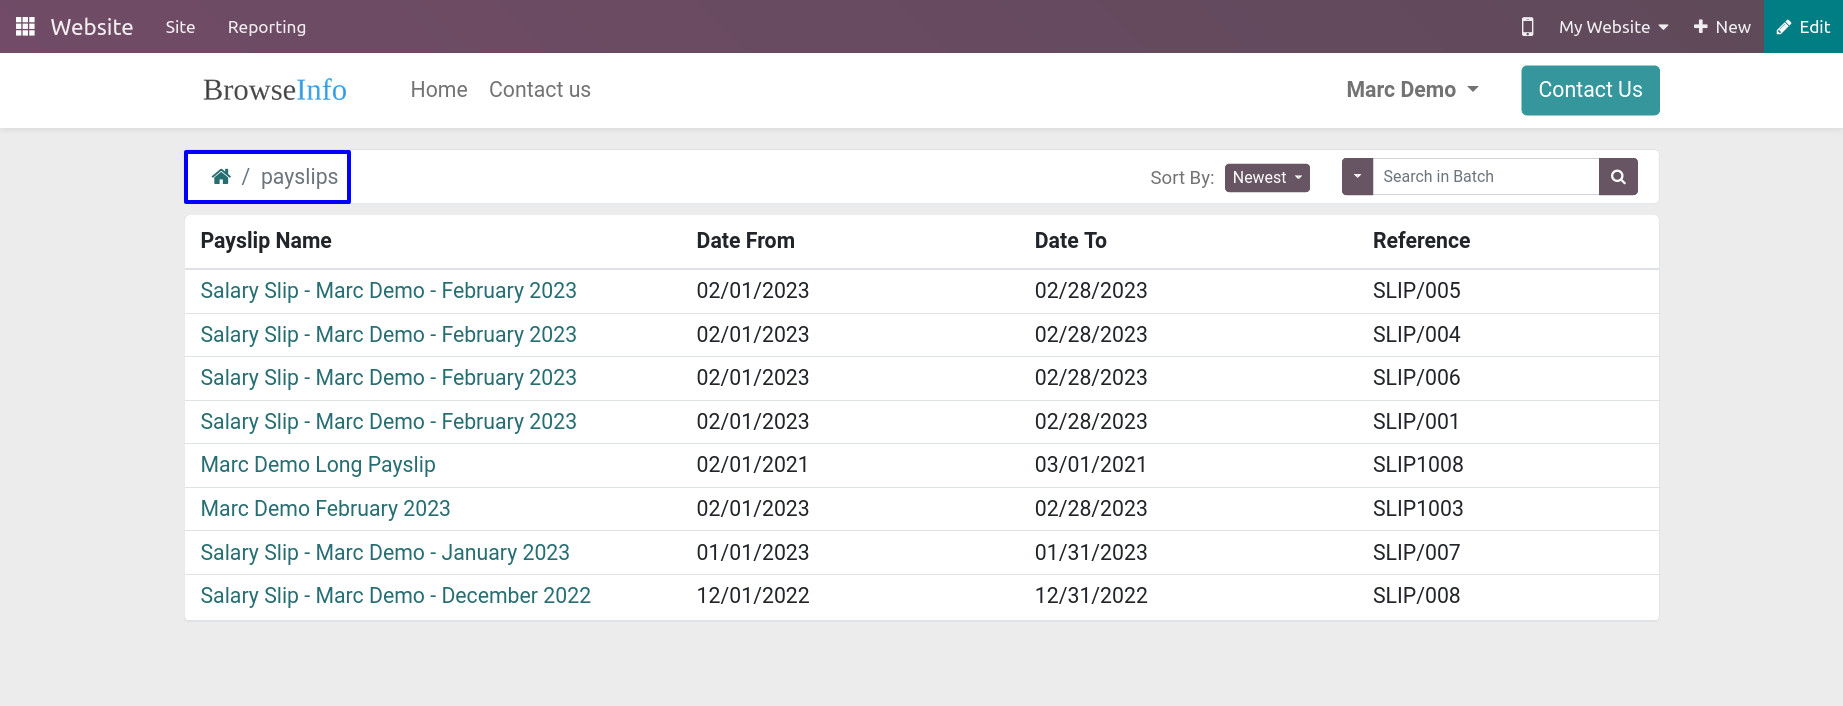 Website Site Reporting My Website New Edit
BrowseInfo Home Contact us Marc Demo Contact Us
/ payslips Sort By: Newest Search in Batch
Payslip Name Date From Date To Reference
Salary Slip - Marc Demo - February 2023 02/01/2023 02/28/2023 SLIP/005
Salary Slip - Marc Demo - February 2023 02/01/2023 02/28/2023 SLIP/004
Salary Slip - Marc Demo - February 2023 02/01/2023 02/28/2023 SLIP/006
Salary Slip - Marc Demo - February 2023 02/01/2023 02/28/2023 SLIP/001
Marc Demo Long Payslip 02/01/2021 03/01/2021 SLIP1008
Marc Demo February 2023 02/01/2023 02/28/2023 SLIP1003
Salary Slip - Marc Demo - January 2023 01/01/2023 01/31/2023 SLIP/007
Salary Slip - Marc Demo - December 2022 12/01/2022 12/31/2022 SLIP/008